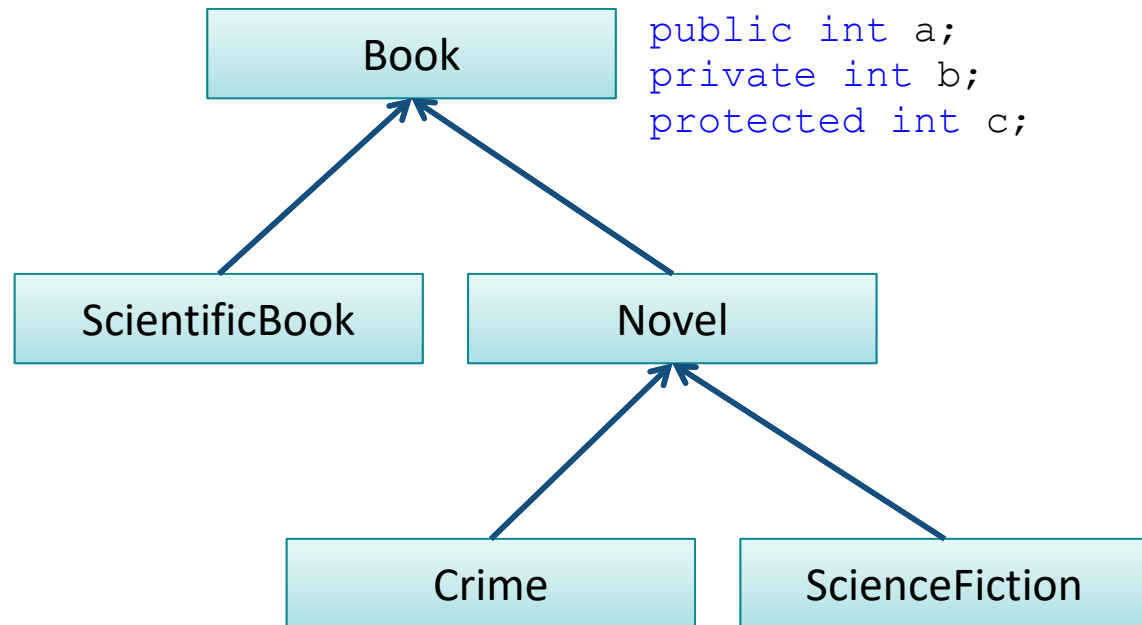 Book
public int a;
private int b;
protected int c;
ScientificBook
Novel
Crime
ScienceFiction